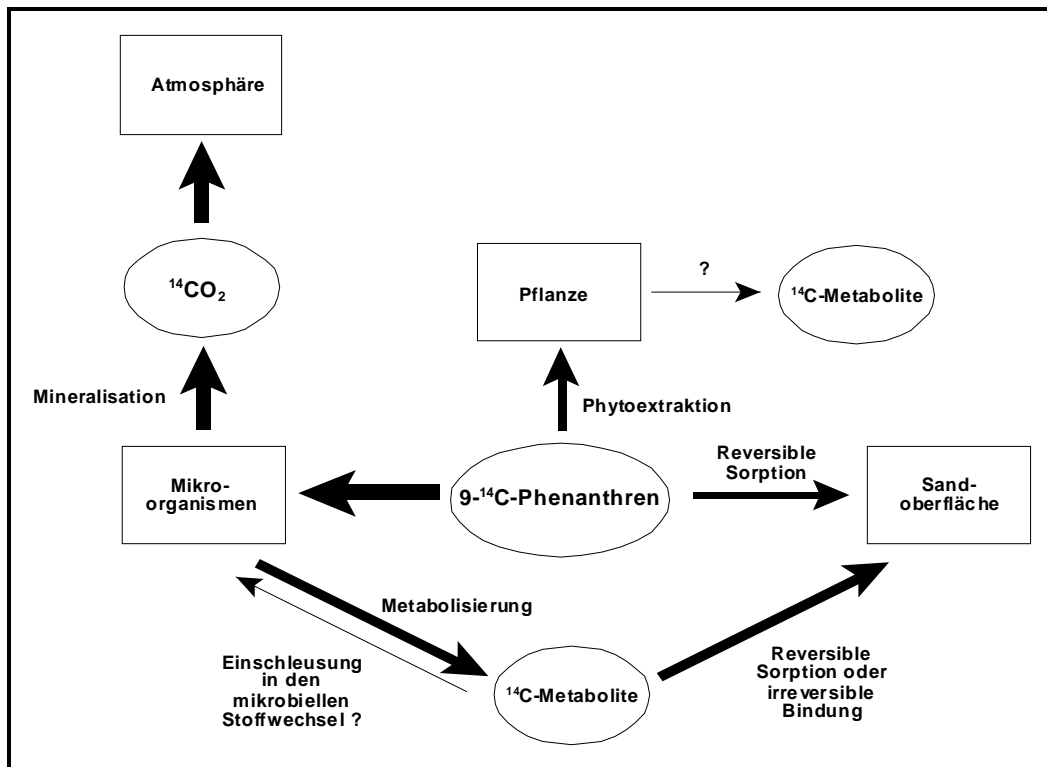 Atmosphäre
¹⁴CO₂
?
Pflanze
¹⁴C-Metabolite
Mineralisation
Phytoextraktion
Reversible
Sorption
Mikro-
organismen
9-¹⁴C-Phenanthren
Sand-
oberfläche
Metabolisierung
Einschleusung
in den
mikrobiellen
Stoffwechsel ?
¹⁴C-Metabolite
Reversible
Sorption oder
irreversible
Bindung